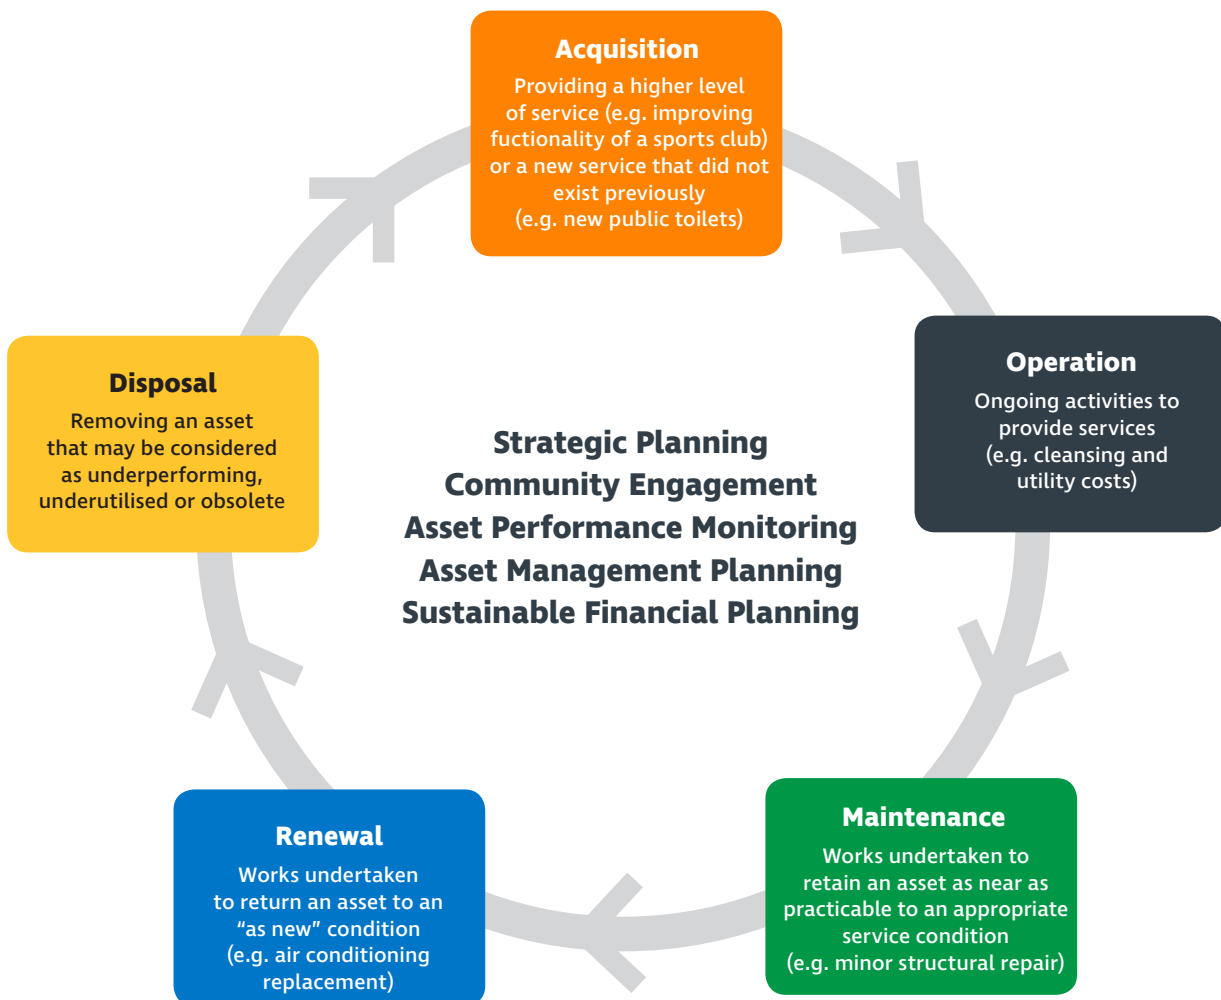 Acquisition
Providing a higher level
of service (e.g. improving
fuctionality of a sports club)
or a new service that did not
exist previously
(e.g. new public toilets)
Operation
Ongoing activities to
provide services
(e.g. cleansing and
utility costs)
Disposal
Removing an asset
that may be considered
as underperforming,
underutilised or obsolete
Strategic Planning
Community Engagement
Asset Performance Monitoring
Asset Management Planning
Sustainable Financial Planning
Maintenance
Works undertaken to
retain an asset as near as
practicable to an appropriate
service condition
(e.g. minor structural repair)
Renewal
Works undertaken
to return an asset to an
“as new” condition
(e.g. air conditioning
replacement)